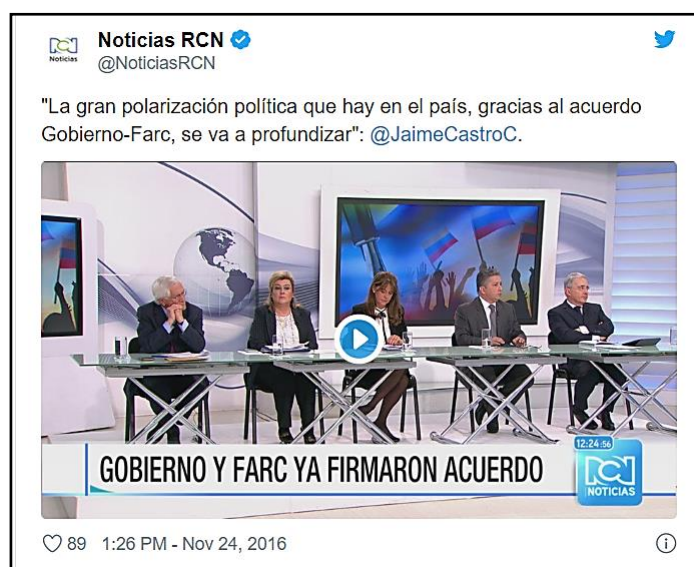 RCN
Noticias
Noticias RCN
@NoticiasRCN
"La gran polarización política que hay en el país, gracias al acuerdo
Gobierno-Farc, se va a profundizar": @JaimeCastroC.
GOBIERNO Y FARC YA FIRMARON ACUERDO
12:24:56
RCN
NOTICIAS
89 1:26 PM - Nov 24, 2016